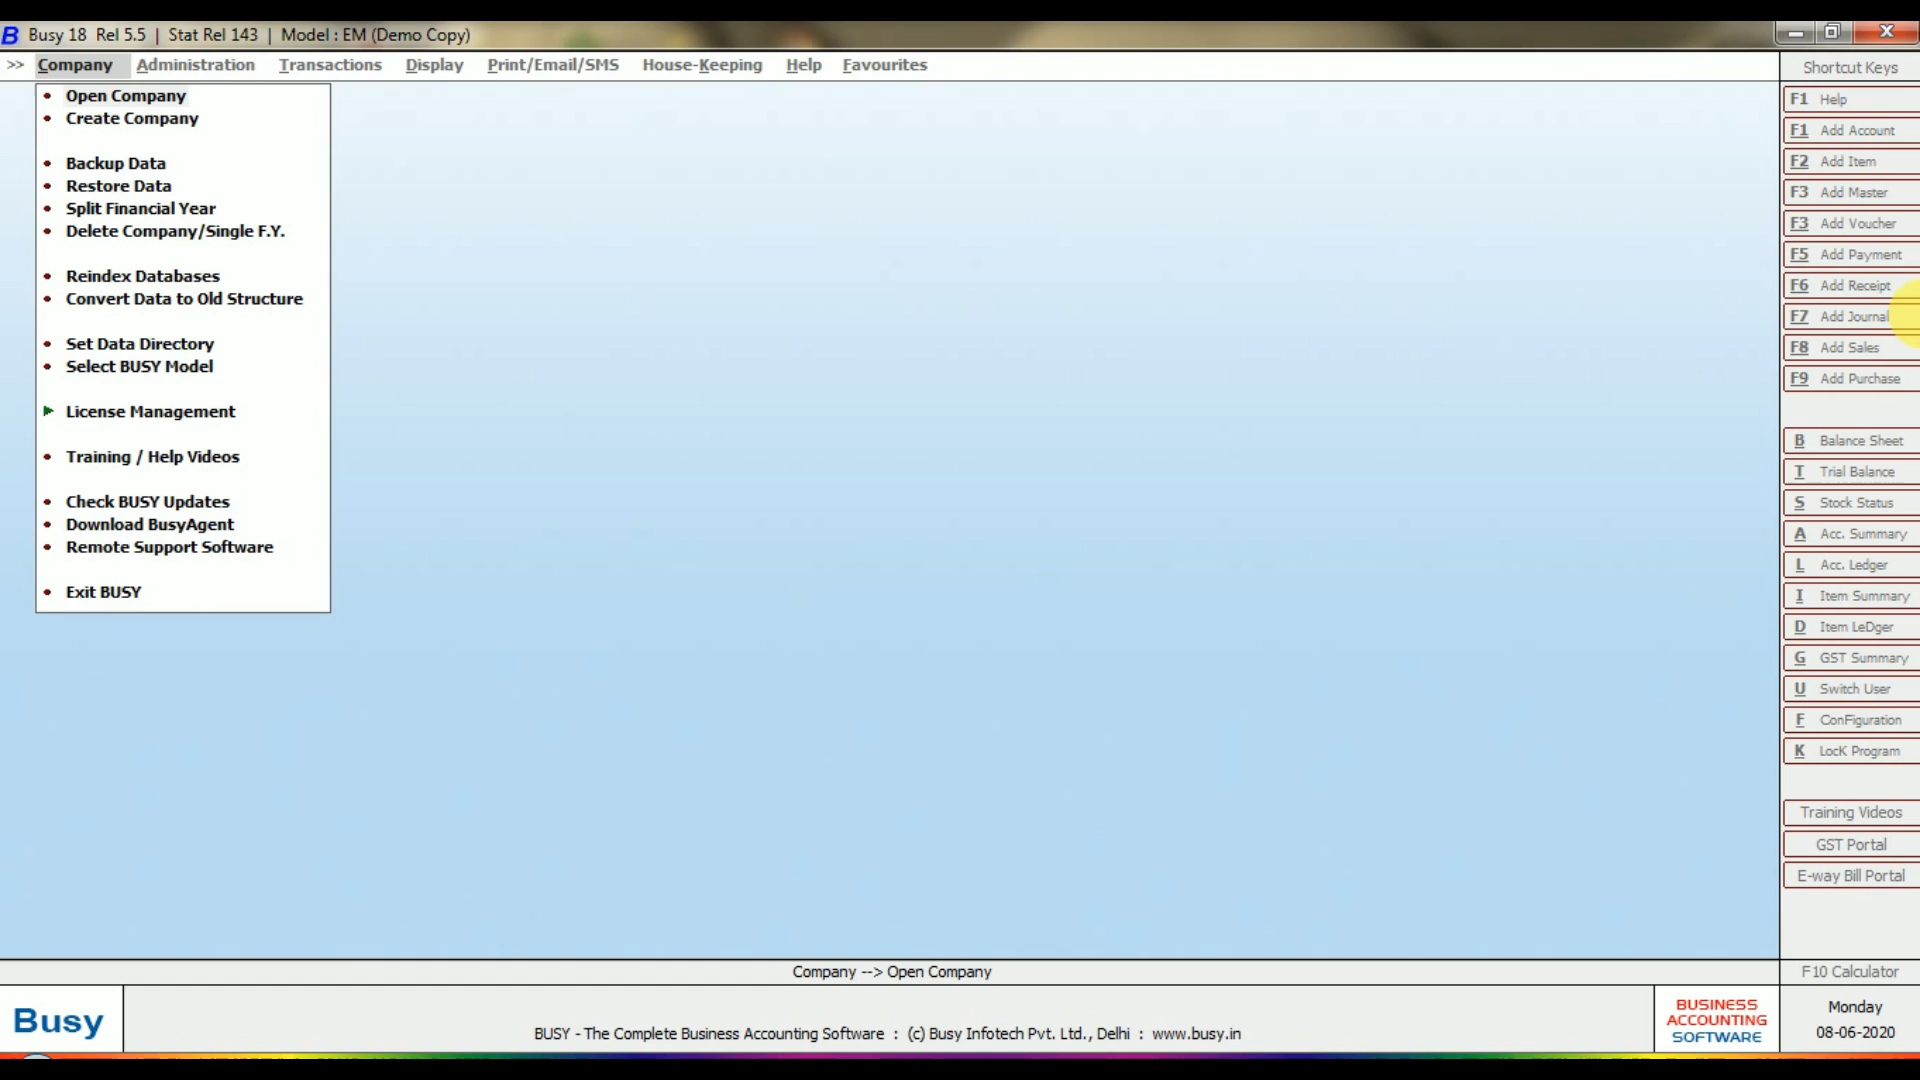 B Busy 18 Rel 5.5 | Stat Rel 143 | Model : EM (Demo Copy)
>> Company Administration Transactions Display Print/Email/SMS House-Keeping Help Favourites
Open Company
Create Company
Backup Data
Restore Data
Split Financial Year
Delete Company/Single F.Y.
Reindex Databases
Convert Data to Old Structure
Set Data Directory
Select BUSY Model
License Management
Training / Help Videos
Check BUSY Updates
Download BusyAgent
Remote Support Software
Exit BUSY
Shortcut Keys
F1 Help
F1 Add Account
F2 Add Item
F3 Add Master
F3 Add Voucher
F5 Add Payment
F6 Add Receipt
F7 Add Journal
F8 Add Sales
F9 Add Purchase
B Balance Sheet
T Trial Balance
S Stock Status
A Acc. Summary
L Acc. Ledger
I Item Summary
D Item LeDger
G GST Summary
U Switch User
F ConFiguration
K LocK Program
Training Videos
GST Portal
E-way Bill Portal
Company --> Open Company
F10 Calculator
Busy
BUSY - The Complete Business Accounting Software : (c) Busy Infotech Pvt. Ltd., Delhi : www.busy.in
BUSINESS
ACCOUNTING
SOFTWARE
Monday
08-06-2020